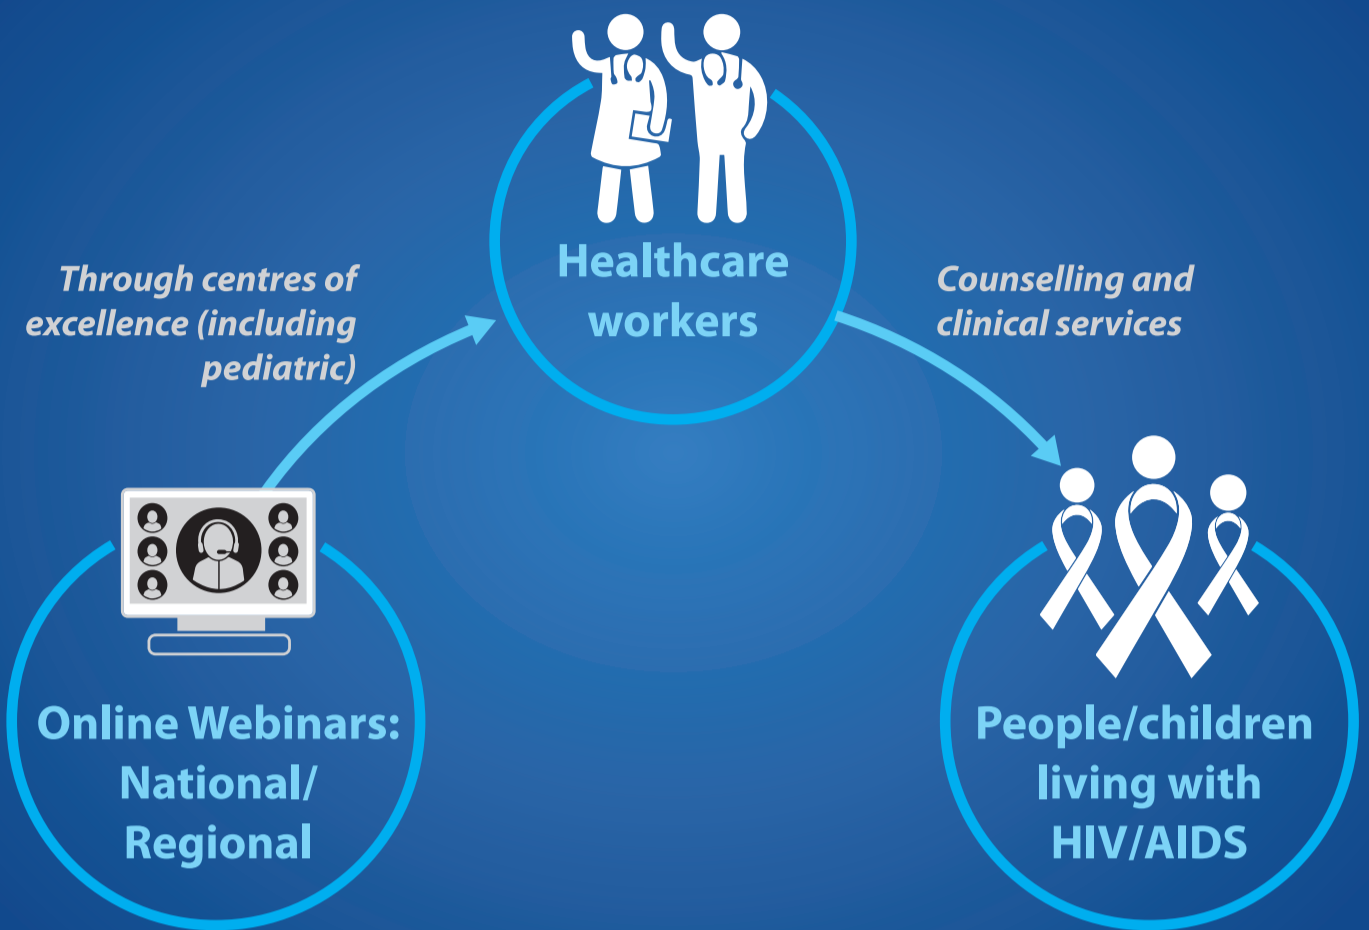 Healthcare
workers
Through centres of
excellence (including
pediatric)
Counselling and
clinical services
Online Webinars:
National/
Regional
People/children
living with
HIV/AIDS